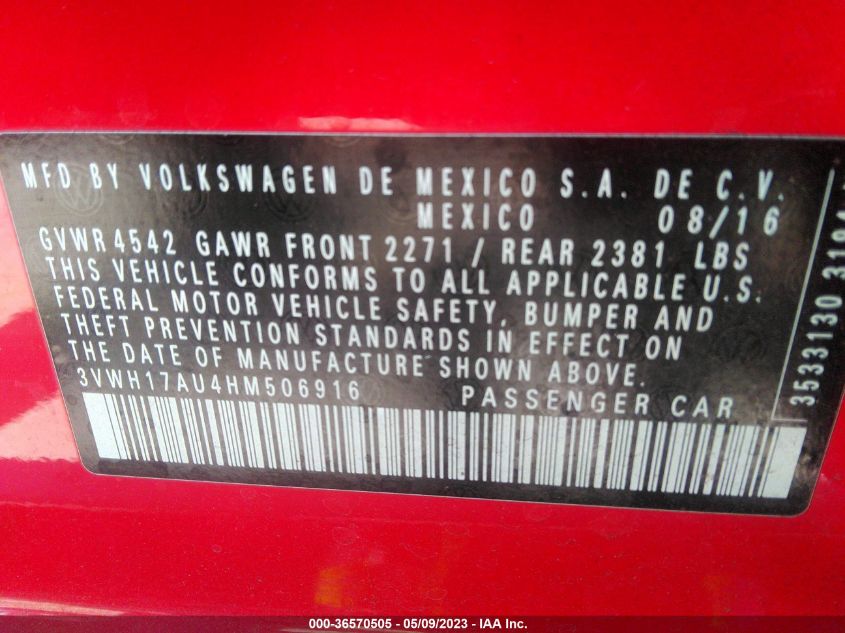 MFD BY VOLKSWAGEN DE MEXICO S.A. DE C.V.
MEXICO 08/16
GVWR 4542 GAWR FRONT 2271 / REAR 2381 LBS
THIS VEHICLE CONFORMS TO ALL APPLICABLE U.S.
FEDERAL MOTOR VEHICLE SAFETY, BUMPER AND
THEFT PREVENTION STANDARDS IN EFFECT ON
THE DATE OF MANUFACTURE SHOWN ABOVE.
3VWH17AU4HM506916 PASSENGER CAR
3533130 3194
000-36570505 - 05/09/2023 - IAA Inc.